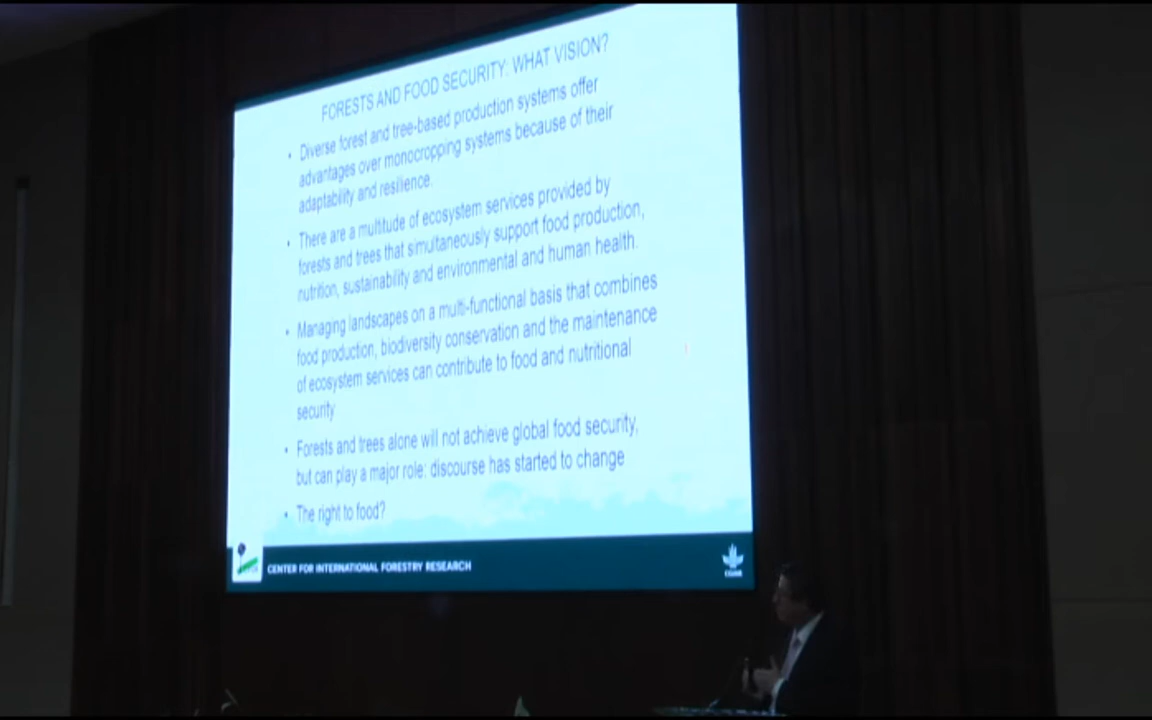 FORESTS AND FOOD SECURITY: WHAT VISION?
• Diverse forest and tree-based production systems offer
advantages over monocropping systems because of their
adaptability and resilience.
• There are a multitude of ecosystem services provided by
forests and trees that simultaneously support food production,
nutrition, sustainability and environmental and human health.
• Managing landscapes on a multi-functional basis that combines
food production, biodiversity conservation and the maintenance
of ecosystem services can contribute to food and nutritional
security
• Forests and trees alone will not achieve global food security,
but can play a major role: discourse has started to change
• The right to food?
CENTER FOR INTERNATIONAL FORESTRY RESEARCH
CGIAR